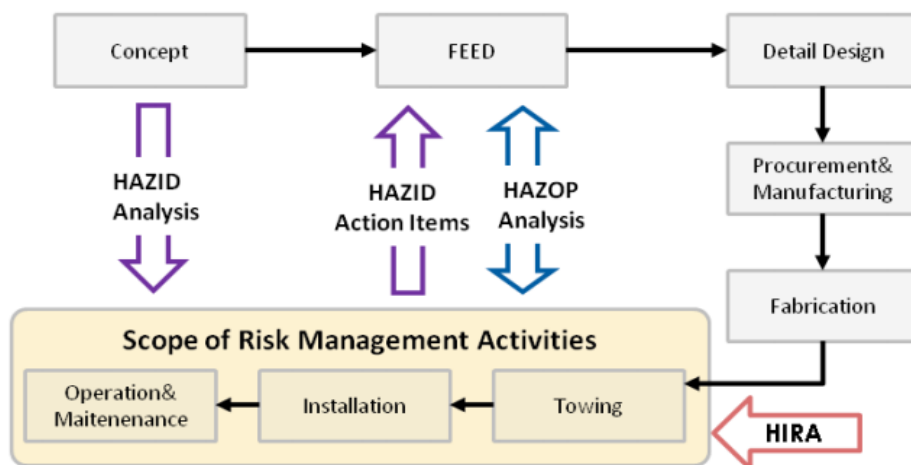 Concept
FEED
Detail Design
HAZID
Analysis
HAZID
Action Items
HAZOP
Analysis
Procurement&
Manufacturing
Fabrication
Scope of Risk Management Activities
Operation&
Maitenenance
Installation
Towing
HIRA